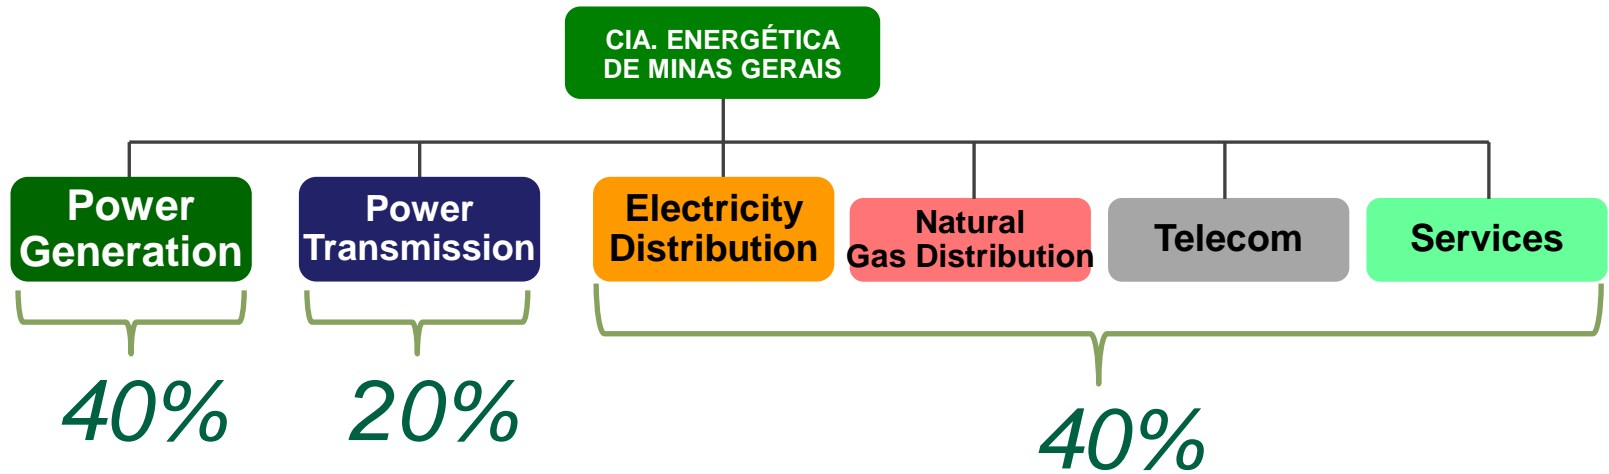 CIA. ENERGÉTICA
DE MINAS GERAIS
Power
Generation
Power
Transmission
Electricity
Distribution
Natural
Gas Distribution
Telecom
Services
40%
20%
40%